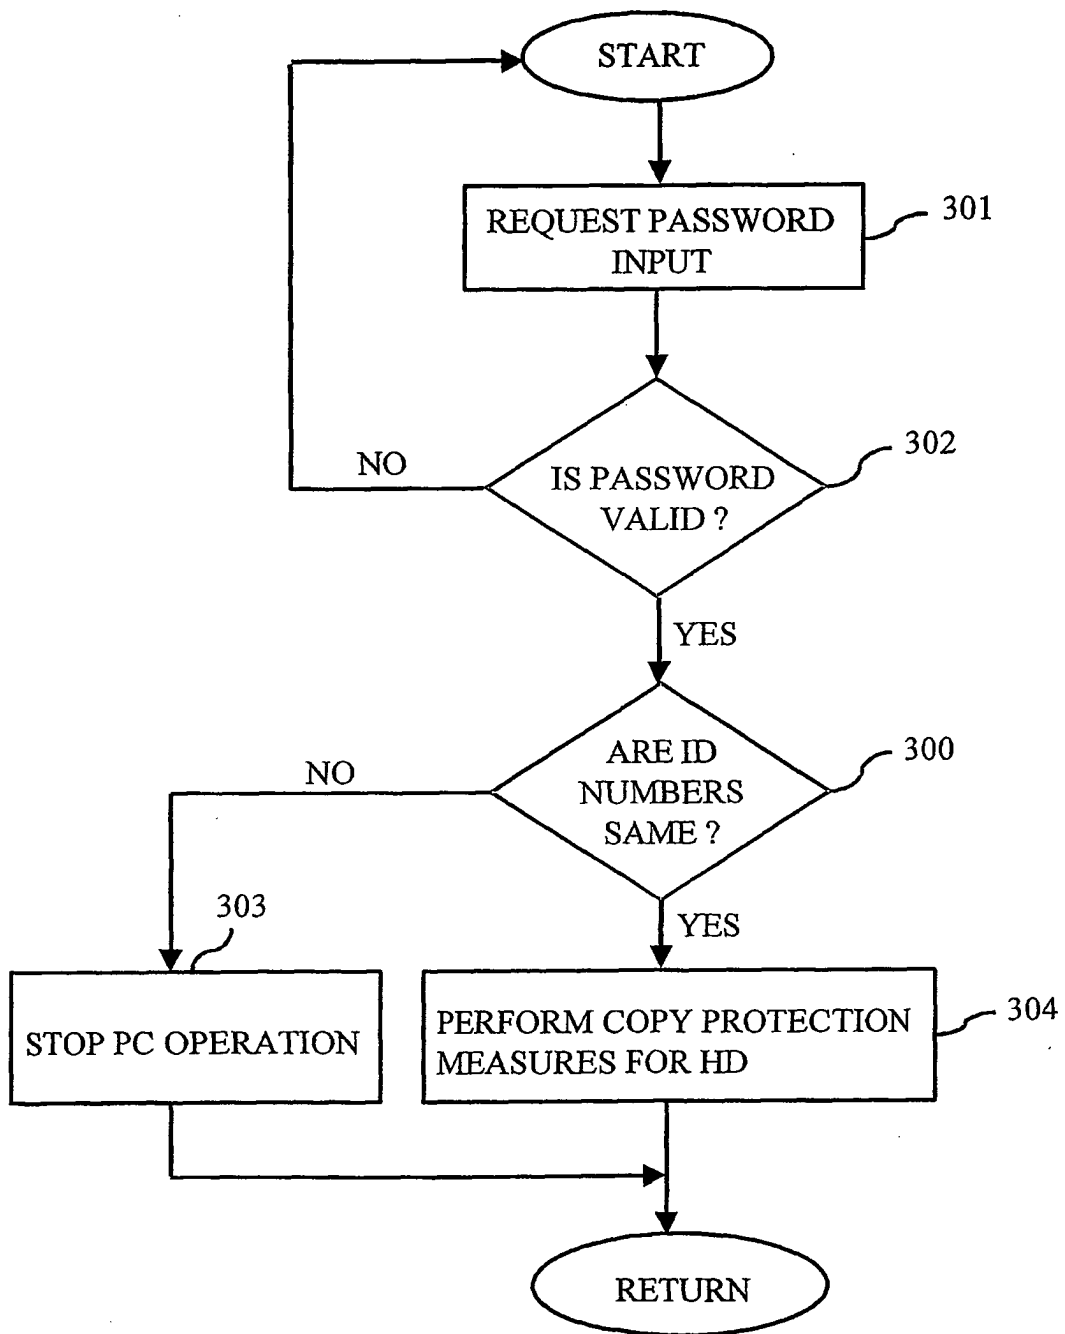 START
REQUEST PASSWORD
INPUT
301
IS PASSWORD
VALID ?
302
NO
YES
ARE ID
NUMBERS
SAME ?
300
NO
YES
303
STOP PC OPERATION
PERFORM COPY PROTECTION
MEASURES FOR HD
304
RETURN